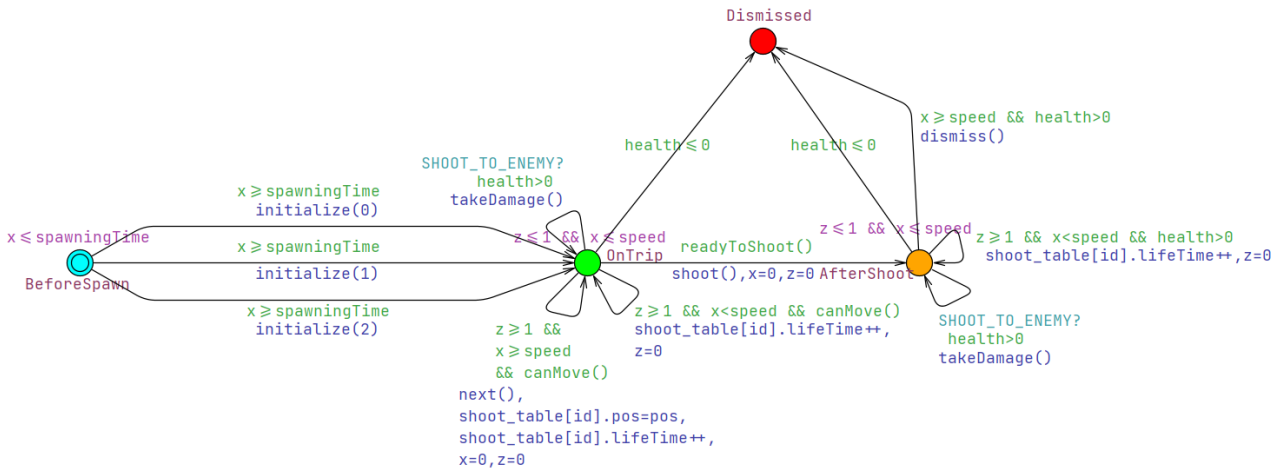 Dismissed
x≥speed && health>0
dismiss()
health≤0
health≤0
SHOOT_TO_ENEMY?
health>0
takeDamage()
x≥spawningTime
initialize(0)
x≤spawningTime
z≤1 && x≤speed
z≤1 && x≤speed
z≥1 && x<speed && health>0
shoot_table[id].lifeTime++,z=0
x≥spawningTime
readyToShoot()
OnTrip
initialize(1)
shoot(),x=0,z=0
AfterShoot
BeforeSpawn
x≥spawningTime
initialize(2)
z≥1 && x<speed && canMove()
shoot_table[id].lifeTime++,
z=0
SHOOT_TO_ENEMY?
health>0
takeDamage()
z≥1 &&
x≥speed
&& canMove()
next(),
shoot_table[id].pos=pos,
shoot_table[id].lifeTime++,
x=0,z=0